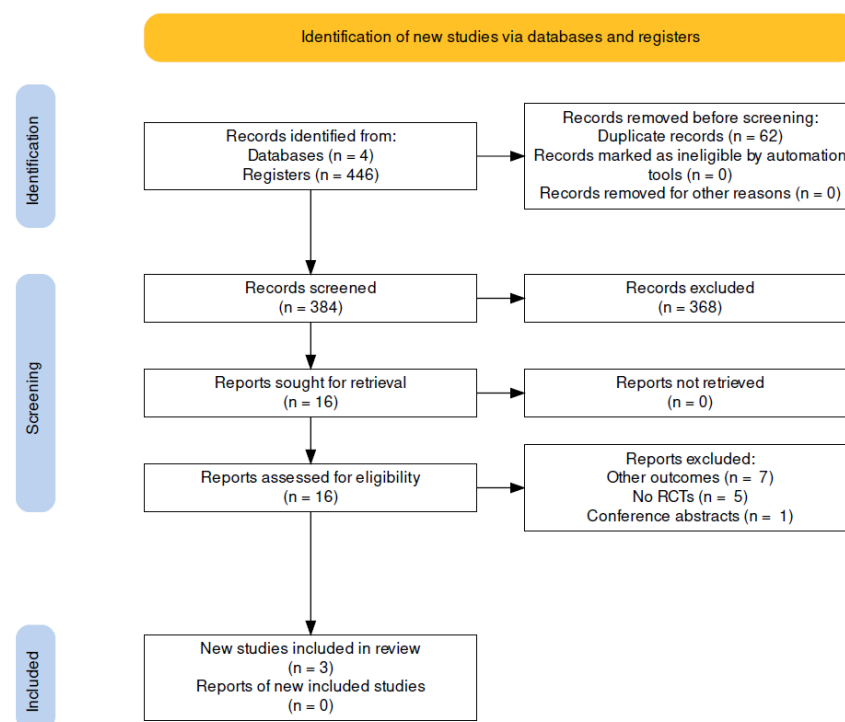 Identification of new studies via databases and registers
Identification
Records identified from:
Databases (n = 4)
Registers (n = 446)
Records removed before screening:
Duplicate records (n = 62)
Records marked as ineligible by automation
tools (n = 0)
Records removed for other reasons (n = 0)
Screening
Records screened
(n = 384)
Records excluded
(n = 368)
Reports sought for retrieval
(n = 16)
Reports not retrieved
(n = 0)
Reports assessed for eligibility
(n = 16)
Reports excluded:
Other outcomes (n = 7)
No RCTs (n = 5)
Conference abstracts (n = 1)
Included
New studies included in review
(n = 3)
Reports of new included studies
(n = 0)